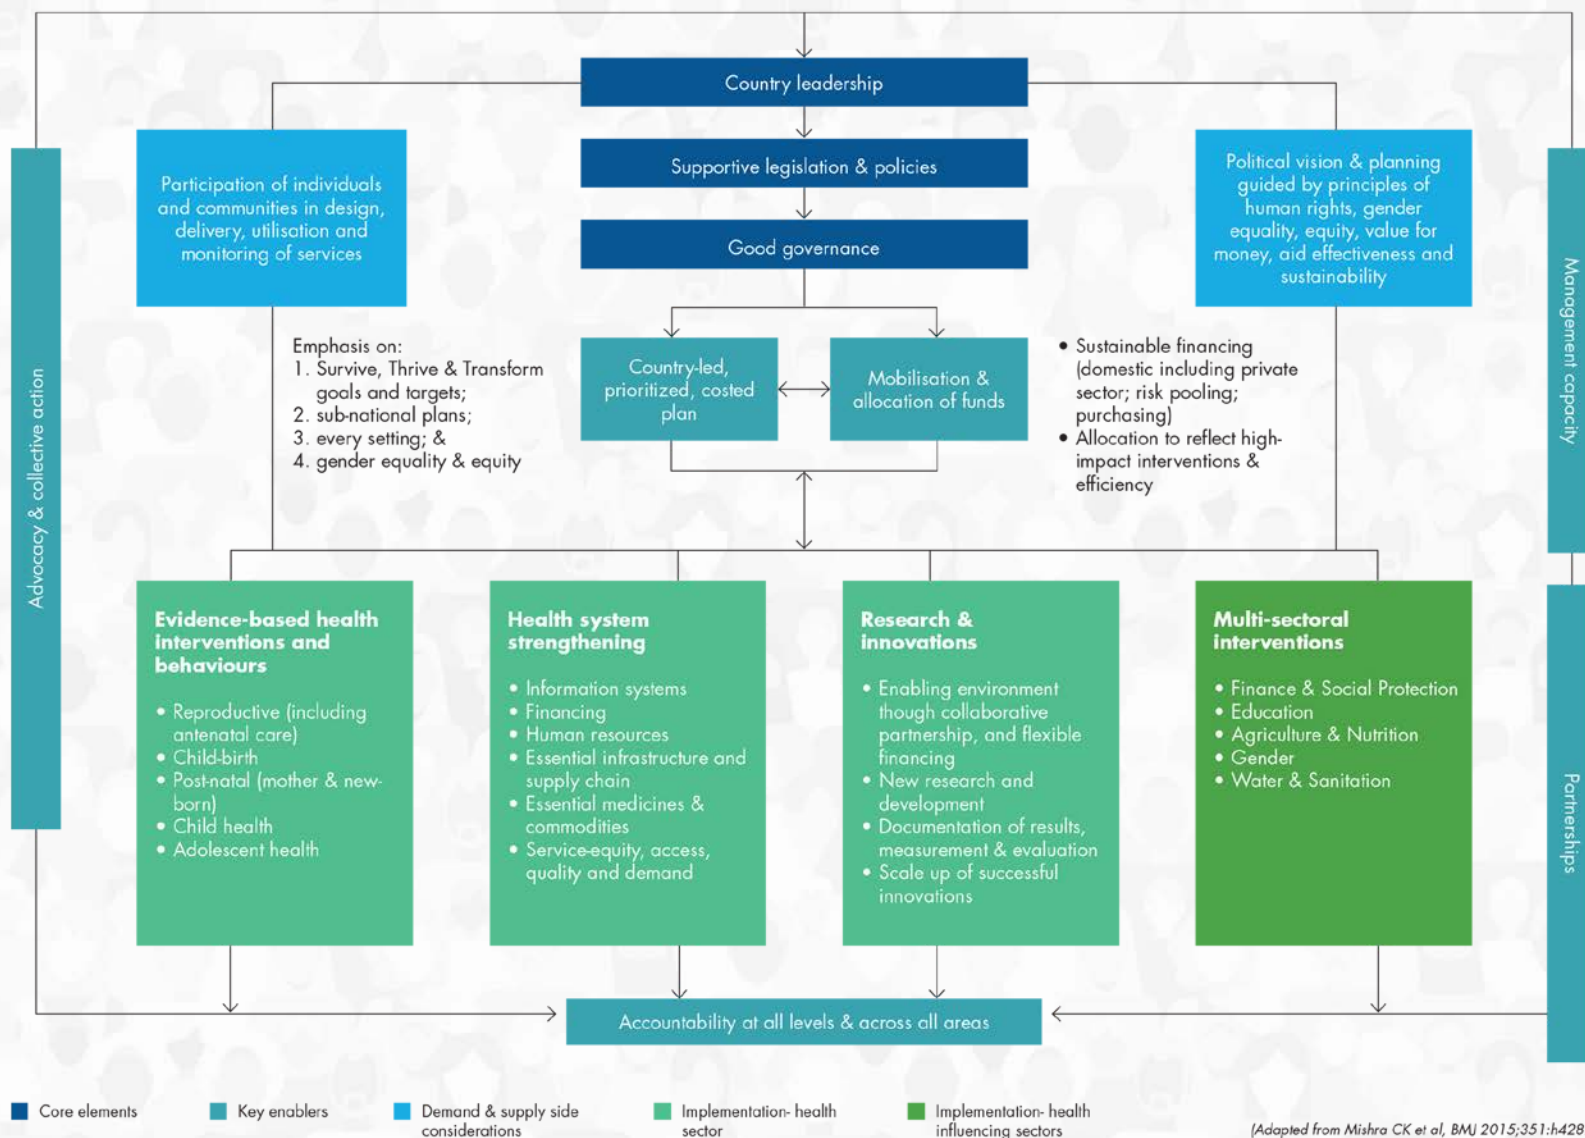 Country leadership
Supportive legislation & policies
Good governance
Participation of individuals
and communities in design,
delivery, utilisation and
monitoring of services
Political vision & planning
guided by principles of
human rights, gender
equality, equity, value for
money, aid effectiveness and
sustainability
Advocacy & collective action
Management capacity
Partnerships
Emphasis on:
1. Survive, Thrive & Transform
goals and targets;
2. sub-national plans;
3. every setting; &
4. gender equality & equity
Country-led,
prioritized, costed
plan
Mobilisation &
allocation of funds
• Sustainable financing
(domestic including private
sector; risk pooling;
purchasing)
• Allocation to reflect high-
impact interventions &
efficiency
Evidence-based health
interventions and
behaviours
• Reproductive (including
antenatal care)
• Child-birth
• Post-natal (mother & new-
born)
• Child health
• Adolescent health
Health system
strengthening
• Information systems
• Financing
• Human resources
• Essential infrastructure and
supply chain
• Essential medicines &
commodities
• Service-equity, access,
quality and demand
Research &
innovations
• Enabling environment
though collaborative
partnership, and flexible
financing
• New research and
development
• Documentation of results,
measurement & evaluation
• Scale up of successful
innovations
Multi-sectoral
interventions
• Finance & Social Protection
• Education
• Agriculture & Nutrition
• Gender
• Water & Sanitation
Accountability at all levels & across all areas
Core elements
Key enablers
Demand & supply side
considerations
Implementation- health
sector
Implementation- health
influencing sectors
(Adapted from Mishra CK et al, BMJ 2015;351:h428